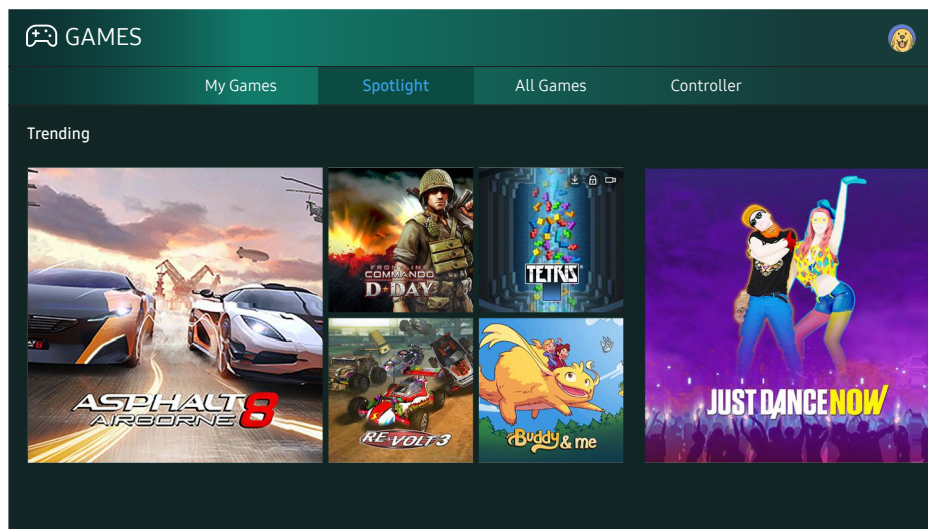 GAMES
My Games Spotlight All Games Controller
Trending
ASPHALT 8
AIRBORNE
FRONTLINE
COMMANDO
D★DAY
TETRIS
RE-VOLT 3
Buddy & me
JUST DANCE NOW